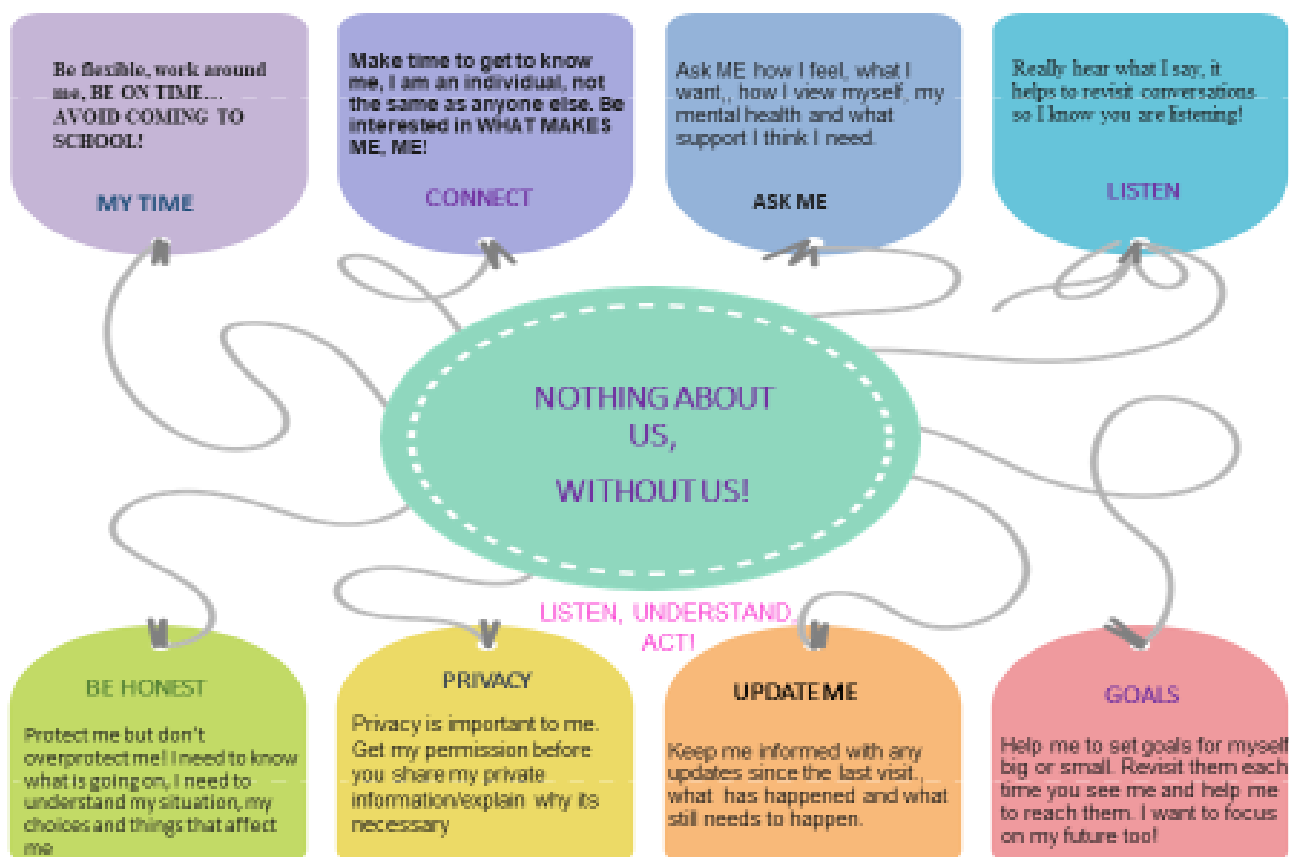 Be flexible, work around
me, BE ON TIME...
AVOID COMING TO
SCHOOL!
MY TIME
Make time to get to know
me, I am an individual, not
the same as anyone else. Be
interested in WHAT MAKES
ME, ME!
CONNECT
Ask ME how I feel, what I
want,, how I view myself, my
mental health and what
support I think I need.
ASK ME
Really hear what I say, it
helps to revisit conversations
so I know you are listening!
LISTEN
NOTHING ABOUT
US,
WITHOUT US!
LISTEN, UNDERSTAND,
ACT!
BE HONEST
Protect me but don't
overprotect me! I need to know
what is going on, I need to
understand my situation, my
choices and things that affect
me
PRIVACY
Privacy is important to me.
Get my permission before
you share my private
information/explain why its
necessary
UPDATE ME
Keep me informed with any
updates since the last visit.,
what has happened and what
still needs to happen.
GOALS
Help me to set goals for myself
big or small. Revisit them each
time you see me and help me
to reach them. I want to focus
on my future too!